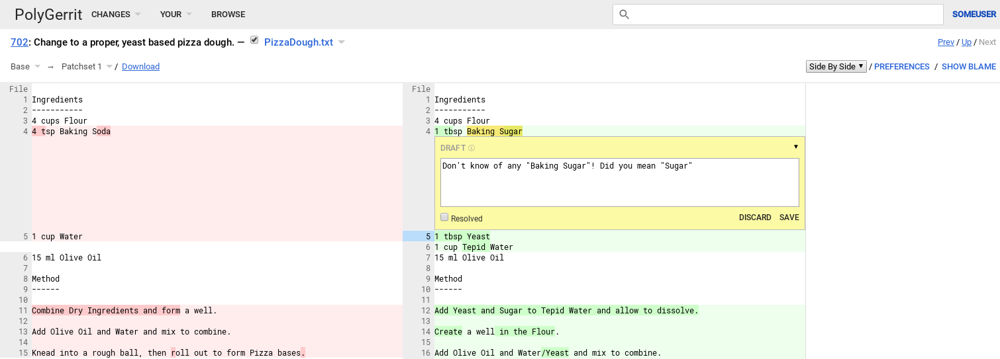 PolyGerrit CHANGES YOUR BROWSE SOMEUSER
702: Change to a proper, yeast based pizza dough. — PizzaDough.txt Prev / Up / Next
Base → Patchset 1 / Download Side By Side / PREFERENCES / SHOW BLAME
File File
1 Ingredients 1 Ingredients
2 ----------- 2 -----------
3 4 cups Flour 3 4 cups Flour
4 4 tsp Baking Soda 4 1 tbsp Baking Sugar
DRAFT
Don't know of any "Baking Sugar"! Did you mean "Sugar"
Resolved DISCARD SAVE
5 1 cup Water 5 1 tbsp Yeast
6 1 cup Tepid Water
6 15 ml Olive Oil 7 15 ml Olive Oil
7 8
8 Method 9 Method
9 ------ 10 ------
10 11
11 Combine Dry Ingredients and form a well. 12 Add Yeast and Sugar to Tepid Water and allow to dissolve.
12 13
13 Add Olive Oil and Water and mix to combine. 14 Create a well in the Flour.
14 15
15 Knead into a rough ball, then roll out to form Pizza bases. 16 Add Olive Oil and Water/Yeast and mix to combine.